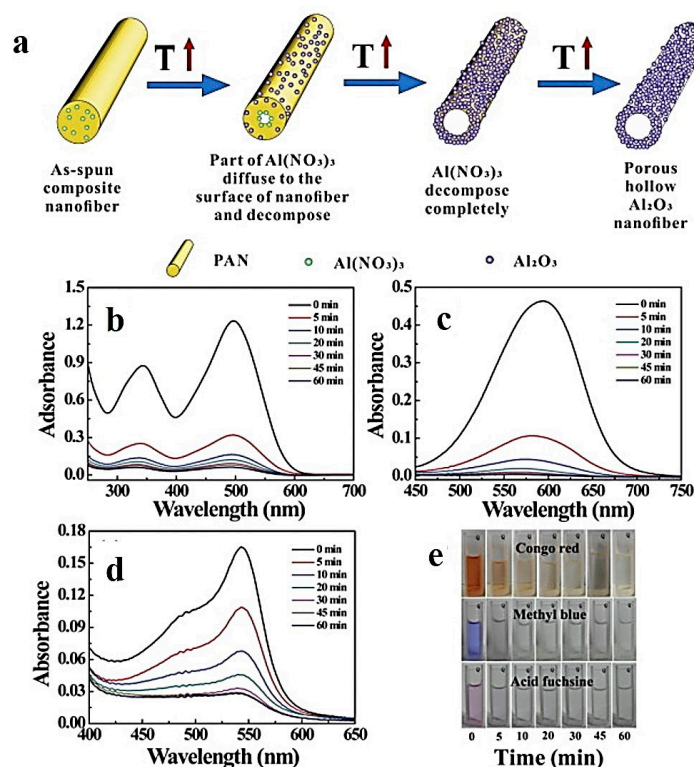 a
T
T
T
As-spun
composite
nanofiber
Part of Al(NO₃)₃
diffuse to the
surface of nanofiber
and decompose
Al(NO₃)₃
decompose
completely
Porous
hollow
Al₂O₃
nanofiber
PAN
Al(NO₃)₃
Al₂O₃
b
Adsorbance
1.5
1.2
0.9
0.6
0.3
0.0
300 400 500 600 700
Wavelength (nm)
0 min
5 min
10 min
20 min
30 min
45 min
60 min
c
Absorbance
0.5
0.4
0.3
0.2
0.1
0.0
450 500 550 600 650 700 750
Wavelength (nm)
0 min
5 min
10 min
20 min
30 min
45 min
60 min
d
Absorbance
0.18
0.15
0.12
0.09
0.06
0.03
0.00
400 450 500 550 600 650
Wavelength (nm)
0 min
5 min
10 min
20 min
30 min
45 min
60 min
e
Congo red
Methyl blue
Acid fuchsine
0 5 10 20 30 45 60
Time (min)